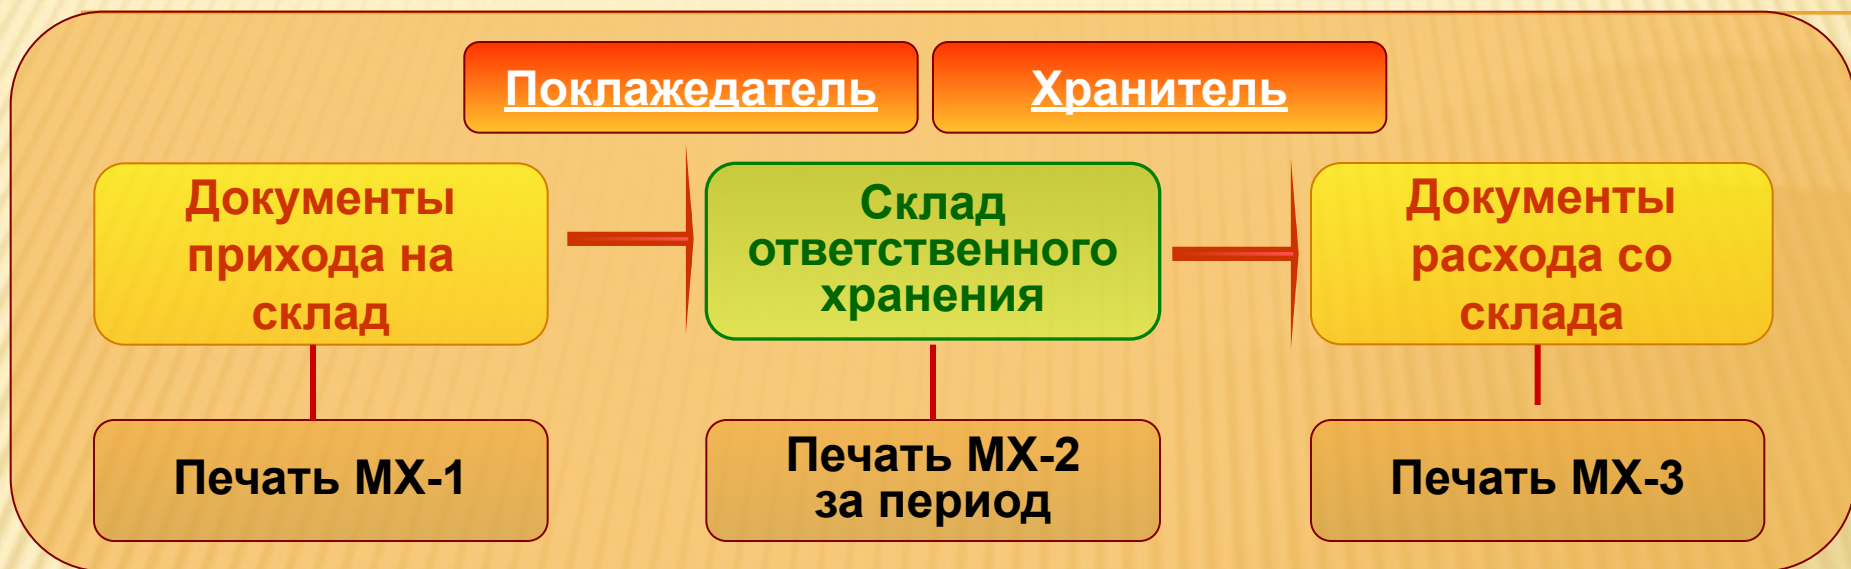 Поклажедатель
Хранитель
Документы
прихода на
склад
Склад
ответственного
хранения
Документы
расхода со
склада
Печать МХ-1
Печать МХ-2
за период
Печать МХ-3